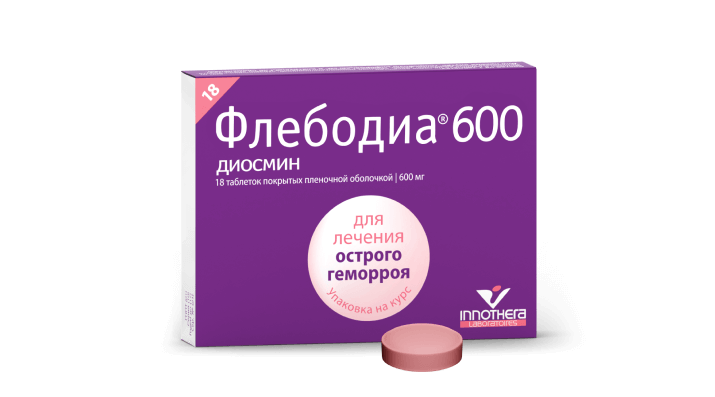 18
Флебодиа® 600
диосмин
18 таблеток покрытых пленочной оболочкой | 600 мг
для
лечения
острого
геморроя
Упаковка на курс
INNOTHERA
LABORATOIRES